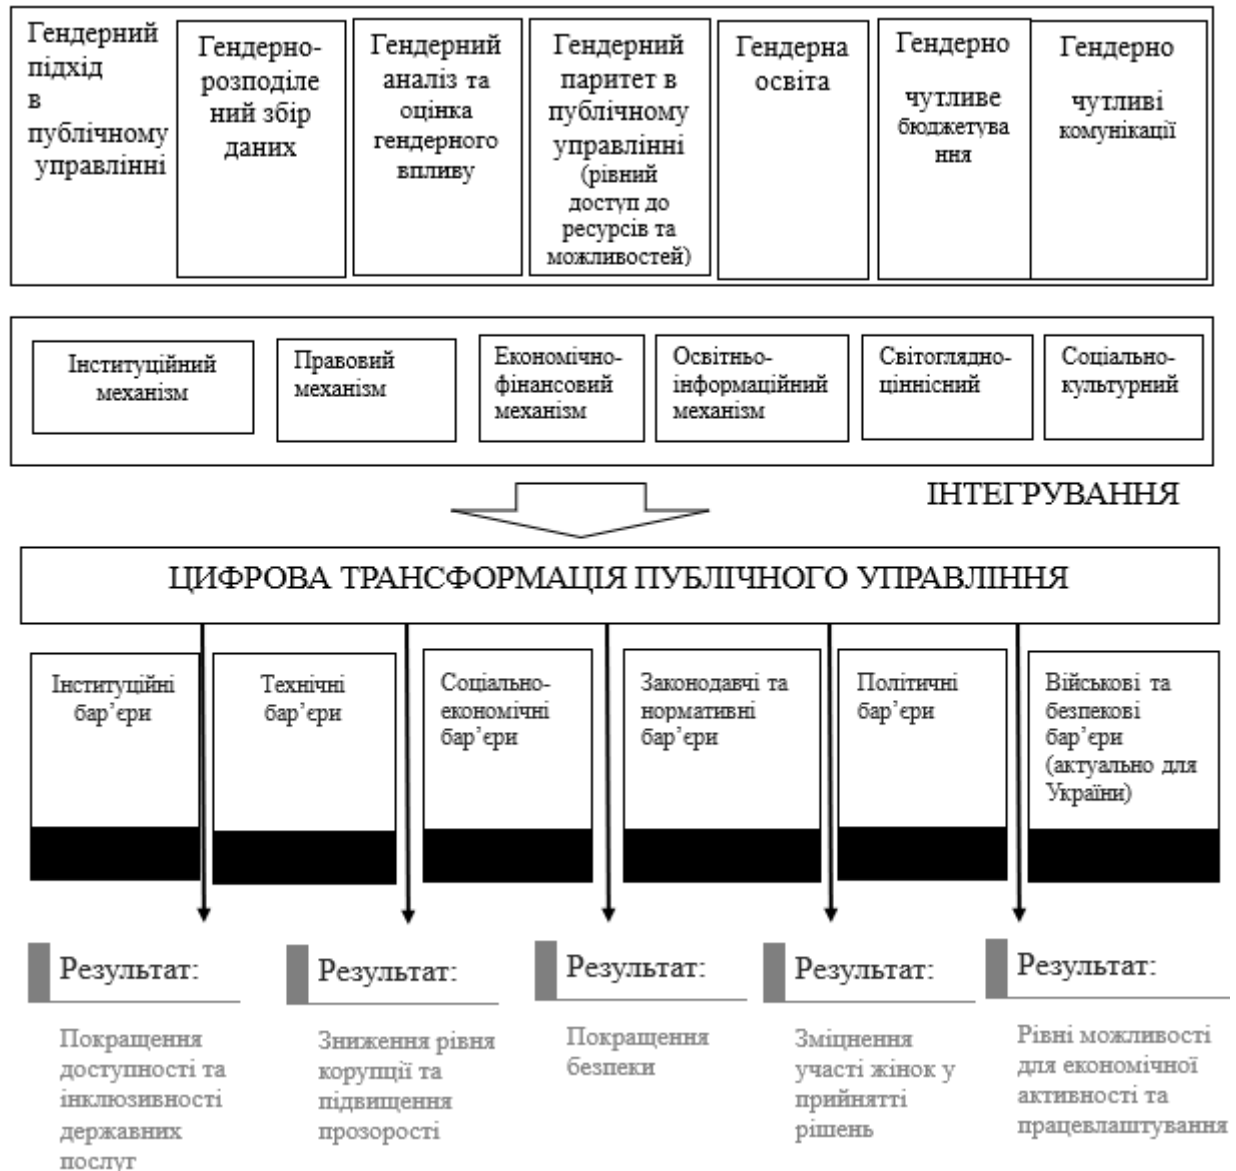 Гендерний
підхід
в
публічному
управлінні
Гендерно-
розподіле
ний збір
даних
Гендерний
аналіз та
оцінка
гендерного
впливу
Гендерний
паритет в
публічному
управлінні
(рівний
доступ до
ресурсів та
можливостей)
Гендерна
освіта
Гендерно
чутливе
бюджетува
ння
Гендерно
чутливі
комунікації
Інституційний
механізм
Правовий
механізм
Економічно-
фінансовий
механізм
Освітньо-
інформаційний
механізм
Світоглядно-
ціннісний
Соціально-
культурний
ІНТЕГРУВАННЯ
ЦИФРОВА ТРАНСФОРМАЦІЯ ПУБЛІЧНОГО УПРАВЛІННЯ
Інституційні
бар’єри
Технічні
бар’єри
Соціально-
економічні
бар’єри
Законодавчі та
нормативні
бар’єри
Політичні
бар’єри
Військові та
безпекові
бар’єри
(актуально для
України)
Результат:
Покращення
доступності та
інклюзивності
державних
послуг
Результат:
Зниження рівня
корупції та
підвищення
прозорості
Результат:
Покращення
безпеки
Результат:
Зміцнення
участі жінок у
прийнятті
рішень
Результат:
Рівні можливості
для економічної
активності та
працевлаштування